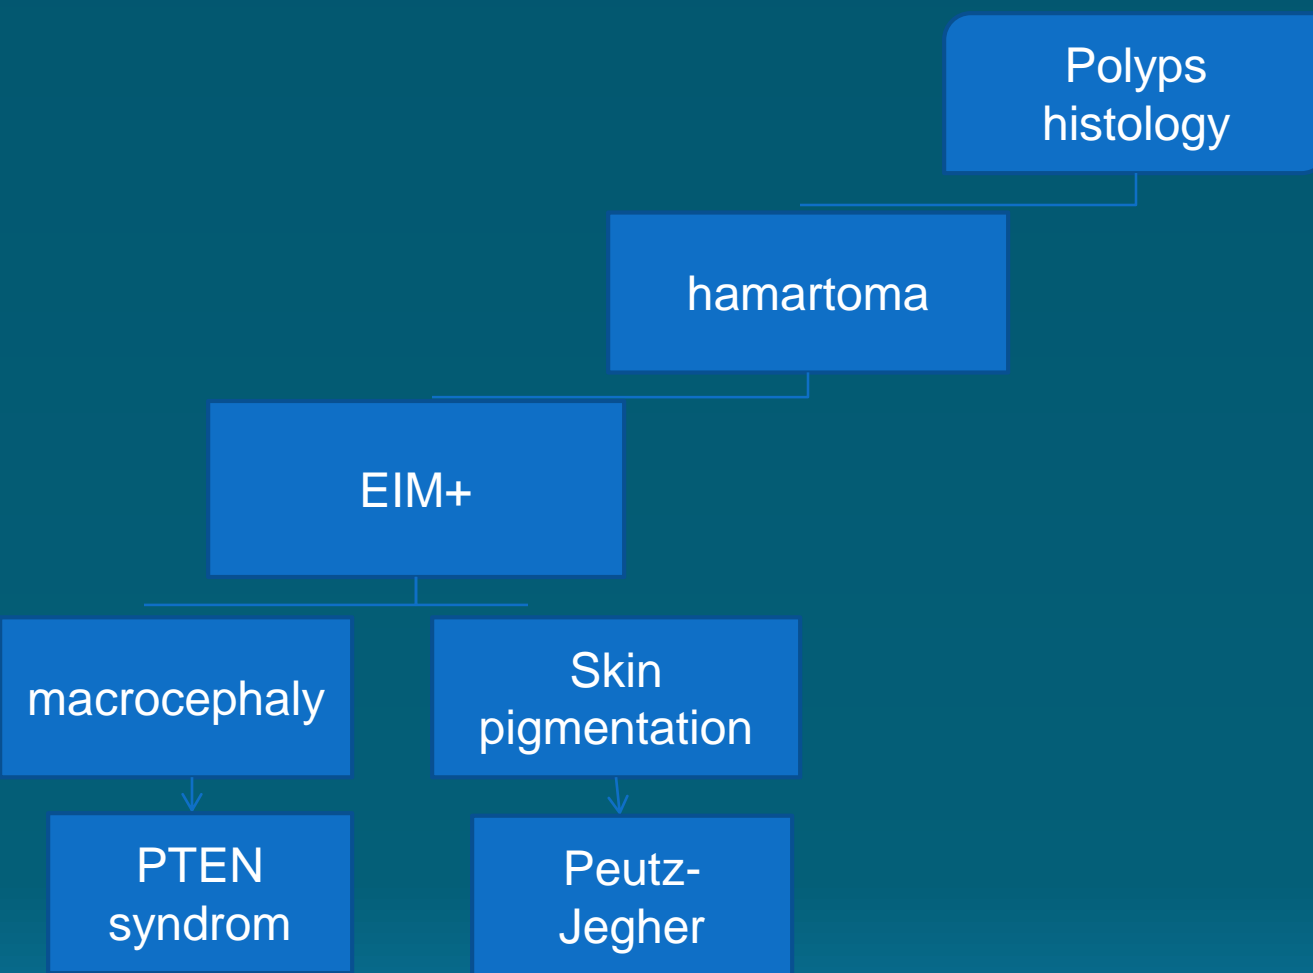 Polyps
histology
hamartoma
EIM+
macrocephaly
Skin
pigmentation
PTEN
syndrom
Peutz-
Jegher